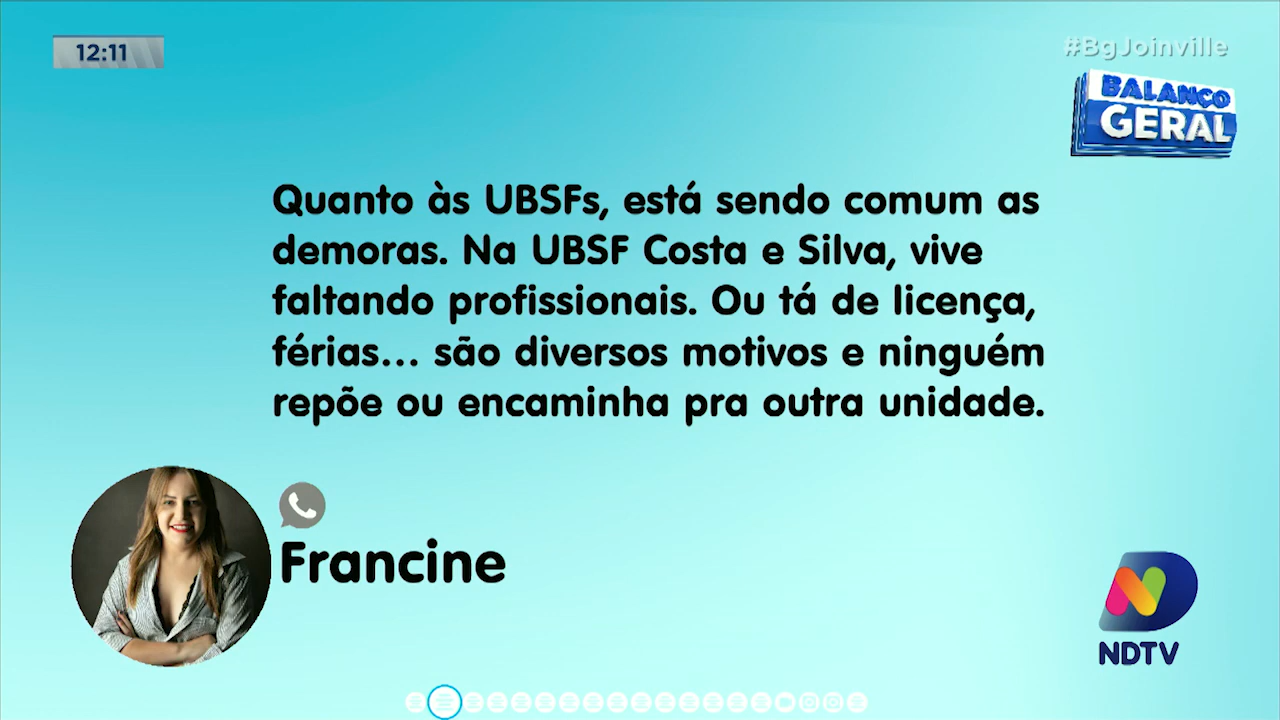 12:11
#BgJoinville
BALANÇO
GERAL
Quanto às UBSFs, está sendo comum as
demoras. Na UBSF Costa e Silva, vive
faltando profissionais. Ou tá de licença,
férias... são diversos motivos e ninguém
repõe ou encaminha pra outra unidade.
Francine
NDTV